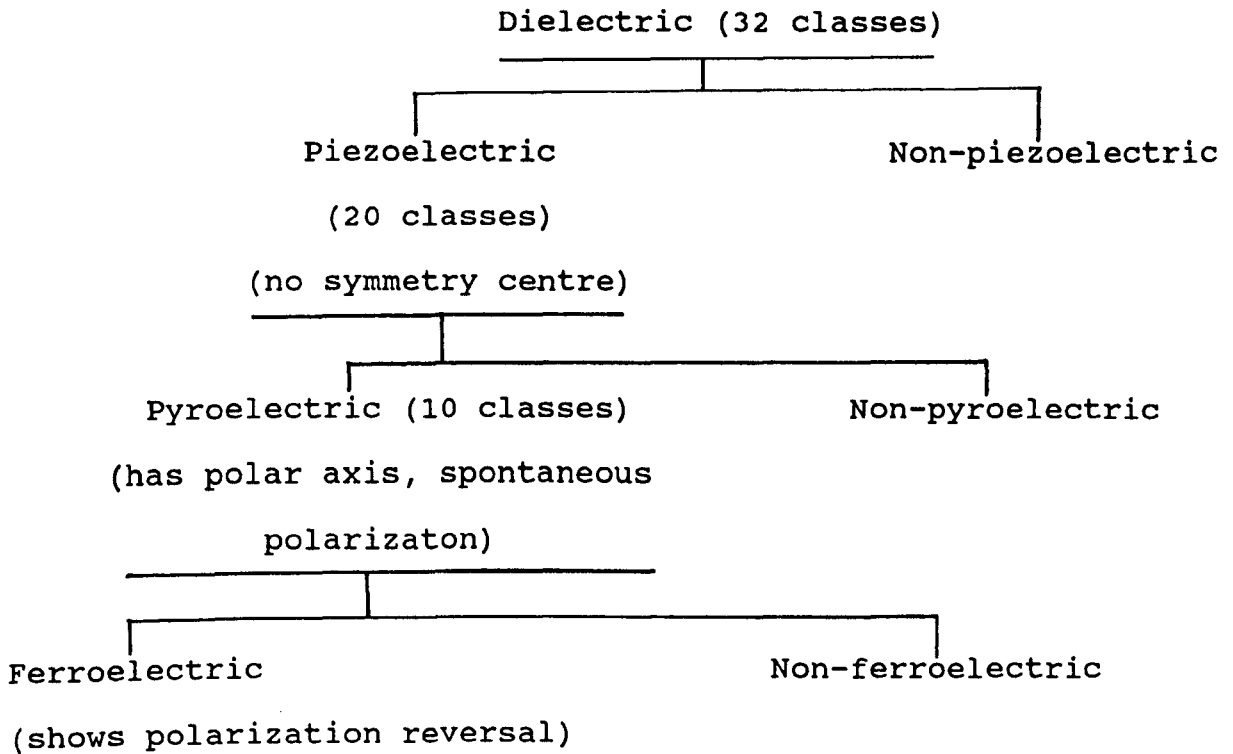 Dielectric (32 classes)
Piezoelectric Non-piezoelectric
(20 classes)
(no symmetry centre)
Pyroelectric (10 classes) Non-pyroelectric
(has polar axis, spontaneous
polarizaton)
Ferroelectric Non-ferroelectric
(shows polarization reversal)